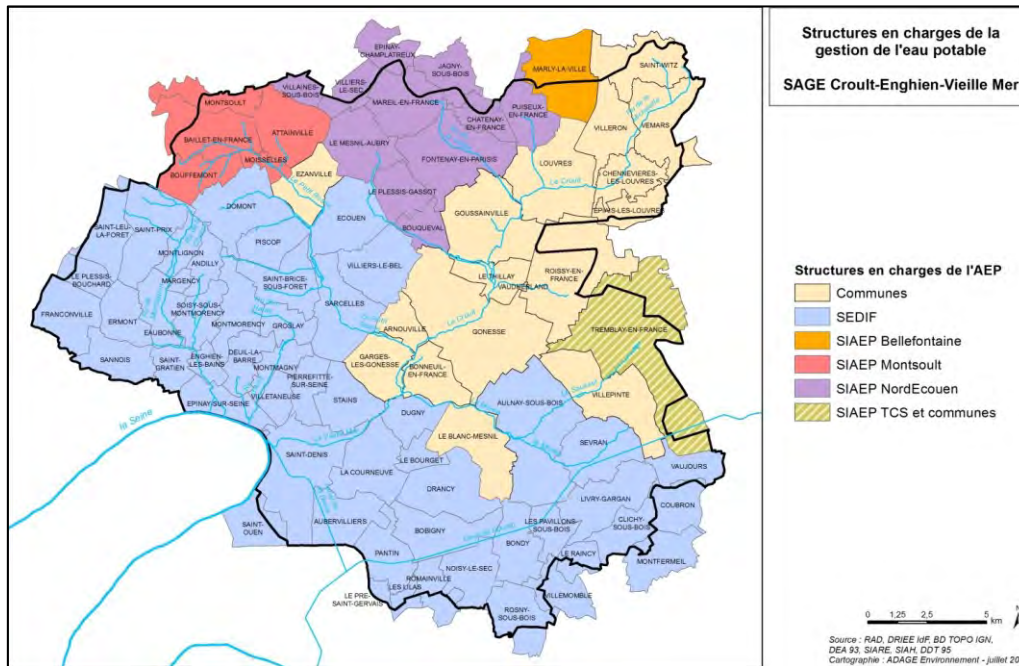 Structures en charges de la
gestion de l'eau potable
SAGE Croult-Enghien-Vieille Mer
EPINAY-
CHAMPLATREUX
JAGNY-
SOUS-BOIS
MARLY-LA-VILLE
SAINT-WITZ
VILLIERS-
LE-SEC
VILLAINES-
SOUS-BOIS
MONTSOULT
MAREIL-EN-FRANCE
PUISEUX-
EN-FRANCE
CHATENAY-
EN-FRANCE
VILLERON
VEMARS
ATTAINVILLE
BAILLET-EN-FRANCE
LE MESNIL-AUBRY
MOISSELLES
BOUFFEMONT
FONTENAY-EN-PARISIS
LOUVRES
CHENNEVIERES-
LES-LOUVRES
EZANVILLE
Le Croult
EPIAIS-LES-LOUVRES
LE PLESSIS-GASSOT
DOMONT
ECOUEN
GOUSSAINVILLE
BOUQUEVAL
SAINT-LEU-
LA-FORET
SAINT-PRIX
PISCOP
MONTLIGNON
ANDILLY
VILLIERS-LE-BEL
LE THILLAY
ROISSY-EN-
FRANCE
VAUDHERLAND
LE PLESSIS-
BOUCHARD
MARGENCY
SAINT-BRICE-
SOUS-FORET
FRANCONVILLE
ERMONT
SOISY-SOUS-
MONTMORENCY
SARCELLES
Le Croult
TREMBLAY-EN-FRANCE
EAUBONNE
MONTMORENCY
GROSLAY
ARNOUVILLE
GONESSE
SANNOIS
SAINT-
GRATIEN
ENGHIEN-
LES-BAINS
DEUIL-LA-
BARRE
MONTMAGNY
GARGES-
LES-GONESSE
BONNEUIL-
EN-FRANCE
PIERREFITTE-
SUR-SEINE
EPINAY-SUR-SEINE
VILLETANEUSE
STAINS
AULNAY-SOUS-BOIS
VILLEPINTE
DUGNY
la Seine
LE BLANC-MESNIL
SEVRAN
SAINT-DENIS
LE BOURGET
VAUJOURS
LA COURNEUVE
DRANCY
LIVRY-GARGAN
COUBRON
SAINT-
OUEN
AUBERVILLIERS
BOBIGNY
LES PAVILLONS-
SOUS-BOIS
CLICHY-
SOUS-BOIS
PANTIN
BONDY
LE RAINCY
MONTFERMEIL
NOISY-LE-SEC
ROMAINVILLE
LES LILAS
LE PRE-
SAINT-GERVAIS
VILLEMOMBLE
ROSNY-
SOUS-BOIS
Structures en charges de l'AEP
Communes
SEDIF
SIAEP Bellefontaine
SIAEP Montsoult
SIAEP NordEcouen
SIAEP TCS et communes
0 1,25 2,5 5
km
N
Source : RAD, DRIEE IdF, BD TOPO IGN,
DEA 93, SIARE, SIAH, DDT 95
Cartographie : ADAGE Environnement - juillet 20